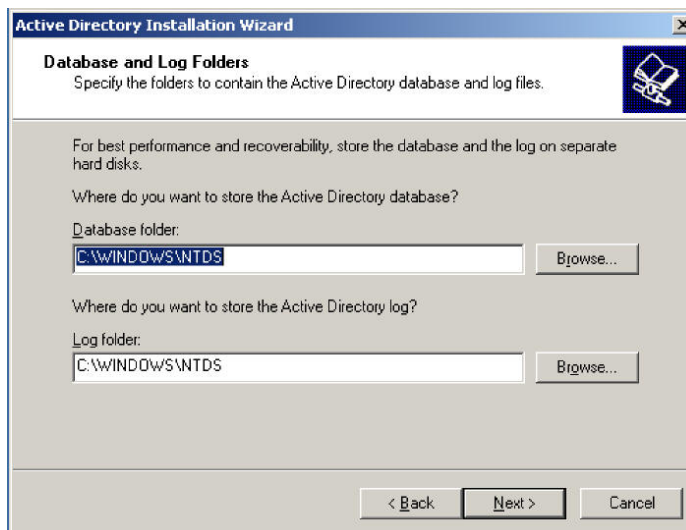 Active Directory Installation Wizard
Database and Log Folders
Specify the folders to contain the Active Directory database and log files.
For best performance and recoverability, store the database and the log on separate
hard disks.
Where do you want to store the Active Directory database?
Database folder:
C:\WINDOWS\NTDS
Browse...
Where do you want to store the Active Directory log?
Log folder:
C:\WINDOWS\NTDS
Browse...
< Back
Next >
Cancel